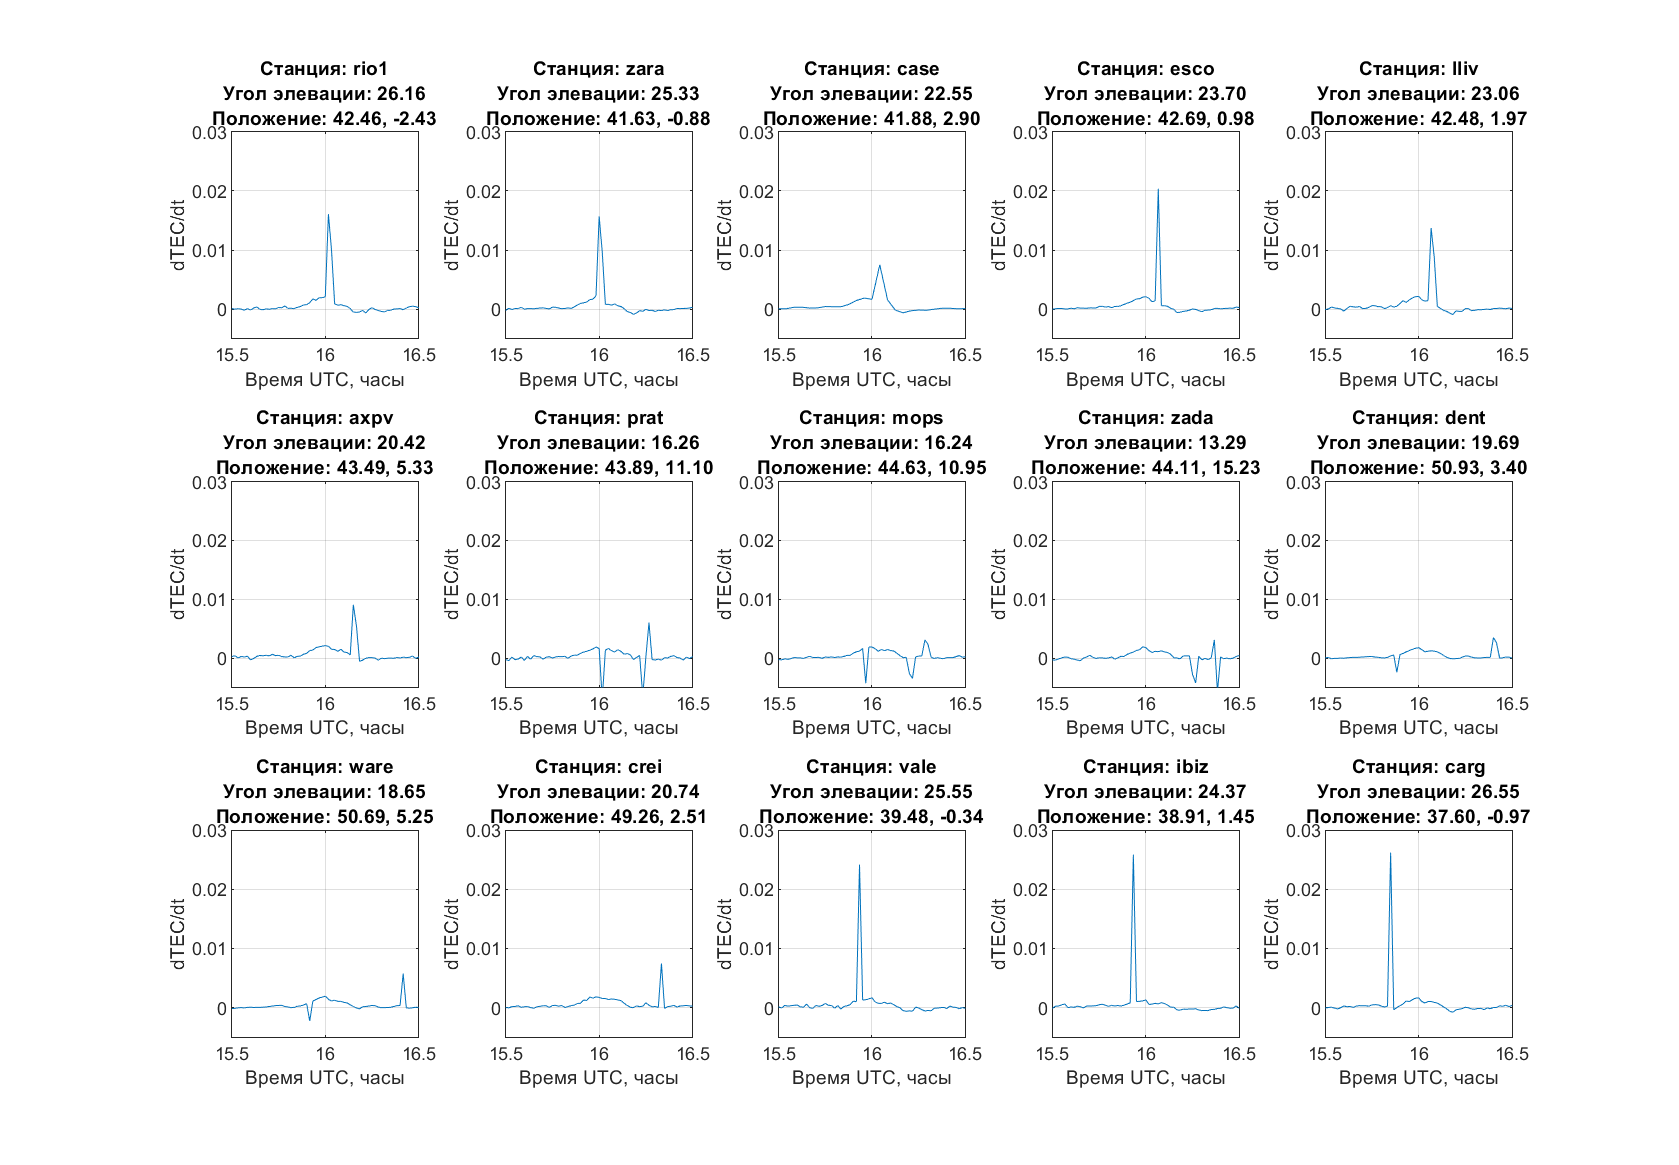 Станция: rio1
Угол элевации: 26.16
Положение: 42.46, -2.43
0.03
0.02
0.01
0
dTEC/dt
15.5 16 16.5
Время UTC, часы
Станция: zara
Угол элевации: 25.33
Положение: 41.63, -0.88
0.03
0.02
0.01
0
dTEC/dt
15.5 16 16.5
Время UTC, часы
Станция: case
Угол элевации: 22.55
Положение: 41.88, 2.90
0.03
0.02
0.01
0
dTEC/dt
15.5 16 16.5
Время UTC, часы
Станция: esco
Угол элевации: 23.70
Положение: 42.69, 0.98
0.03
0.02
0.01
0
dTEC/dt
15.5 16 16.5
Время UTC, часы
Станция: lliv
Угол элевации: 23.06
Положение: 42.48, 1.97
0.03
0.02
0.01
0
dTEC/dt
15.5 16 16.5
Время UTC, часы
Станция: axpv
Угол элевации: 20.42
Положение: 43.49, 5.33
0.03
0.02
0.01
0
dTEC/dt
15.5 16 16.5
Время UTC, часы
Станция: prat
Угол элевации: 16.26
Положение: 43.89, 11.10
0.03
0.02
0.01
0
dTEC/dt
15.5 16 16.5
Время UTC, часы
Станция: mops
Угол элевации: 16.24
Положение: 44.63, 10.95
0.03
0.02
0.01
0
dTEC/dt
15.5 16 16.5
Время UTC, часы
Станция: zada
Угол элевации: 13.29
Положение: 44.11, 15.23
0.03
0.02
0.01
0
dTEC/dt
15.5 16 16.5
Время UTC, часы
Станция: dent
Угол элевации: 19.69
Положение: 50.93, 3.40
0.03
0.02
0.01
0
dTEC/dt
15.5 16 16.5
Время UTC, часы
Станция: ware
Угол элевации: 18.65
Положение: 50.69, 5.25
0.03
0.02
0.01
0
dTEC/dt
15.5 16 16.5
Время UTC, часы
Станция: crei
Угол элевации: 20.74
Положение: 49.26, 2.51
0.03
0.02
0.01
0
dTEC/dt
15.5 16 16.5
Время UTC, часы
Станция: vale
Угол элевации: 25.55
Положение: 39.48, -0.34
0.03
0.02
0.01
0
dTEC/dt
15.5 16 16.5
Время UTC, часы
Станция: ibiz
Угол элевации: 24.37
Положение: 38.91, 1.45
0.03
0.02
0.01
0
dTEC/dt
15.5 16 16.5
Время UTC, часы
Станция: carg
Угол элевации: 26.55
Положение: 37.60, -0.97
0.03
0.02
0.01
0
dTEC/dt
15.5 16 16.5
Время UTC, часы